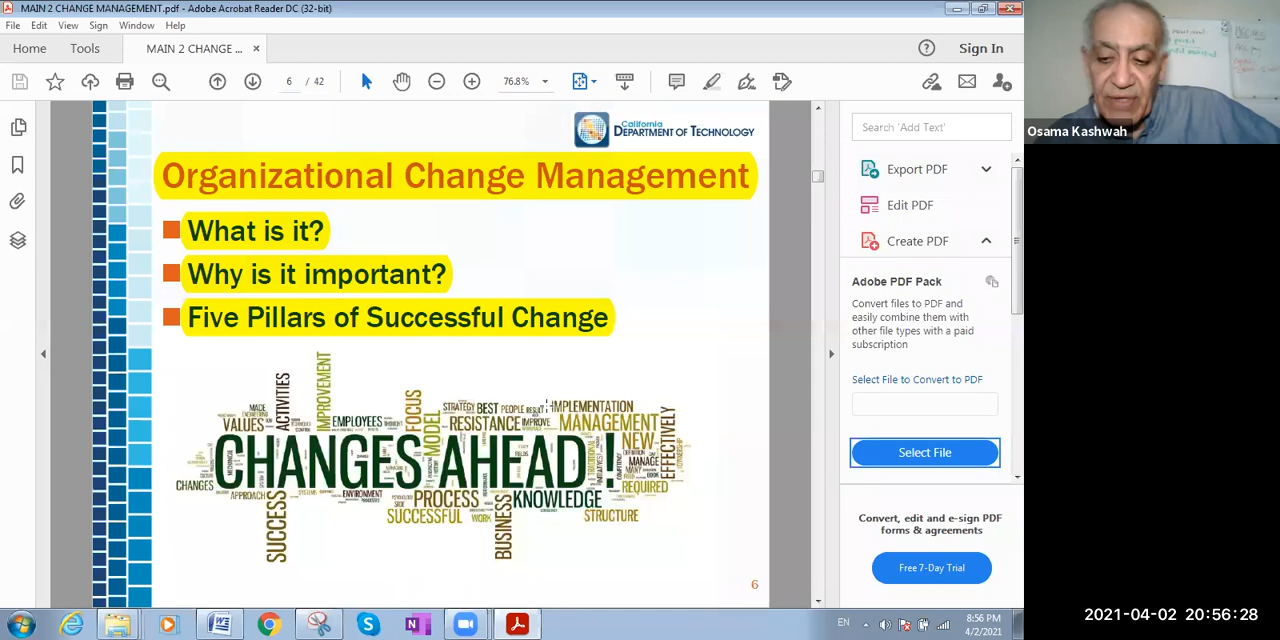 MAIN 2 CHANGE MANAGEMENT.pdf - Adobe Acrobat Reader DC (32-bit)
File Edit View Sign Window Help
Home Tools MAIN 2 CHANGE ... × Sign In
6 / 42 76.8%
California
DEPARTMENT OF TECHNOLOGY
Organizational Change Management
What is it?
Why is it important?
Five Pillars of Successful Change
IMPROVEMENT
ACTIVITIES
FOCUS
MODEL
MADE
STRATEGY BEST PEOPLE RESULT IMPLEMENTATION
VALUES EMPLOYEES RESISTANCE IMPROVE MANAGEMENT
NEW
EFFECTIVELY
CHANGES AHEAD !
MANAGE
CHANGES REQUIRED
APPROACH SYSTEMS ENVIRONMENT PROCESS KNOWLEDGE
SUCCESS
SUCCESSFUL WORK STRUCTURE
BUSINESS
6
Search 'Add Text'
Export PDF
Edit PDF
Create PDF
Adobe PDF Pack
Convert files to PDF and
easily combine them with
other file types with a paid
subscription
Select File to Convert to PDF
Select File
Convert, edit and e-sign PDF
forms & agreements
Free 7-Day Trial
Osama Kashwah
EN 8:56 PM
4/2/2021
2021-04-02 20:56:28